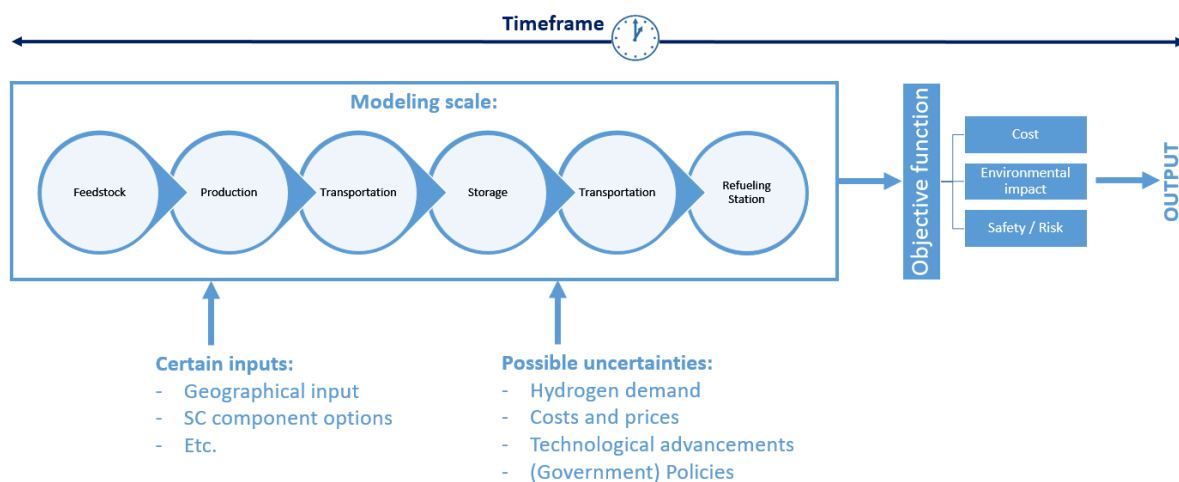 Timeframe
Modeling scale:
Feedstock
Production
Transportation
Storage
Transportation
Refueling
Station
Objective function
Cost
Environmental
impact
Safety / Risk
OUTPUT
Certain inputs:
- Geographical input
- SC component options
- Etc.
Possible uncertainties:
- Hydrogen demand
- Costs and prices
- Technological advancements
- (Government) Policies